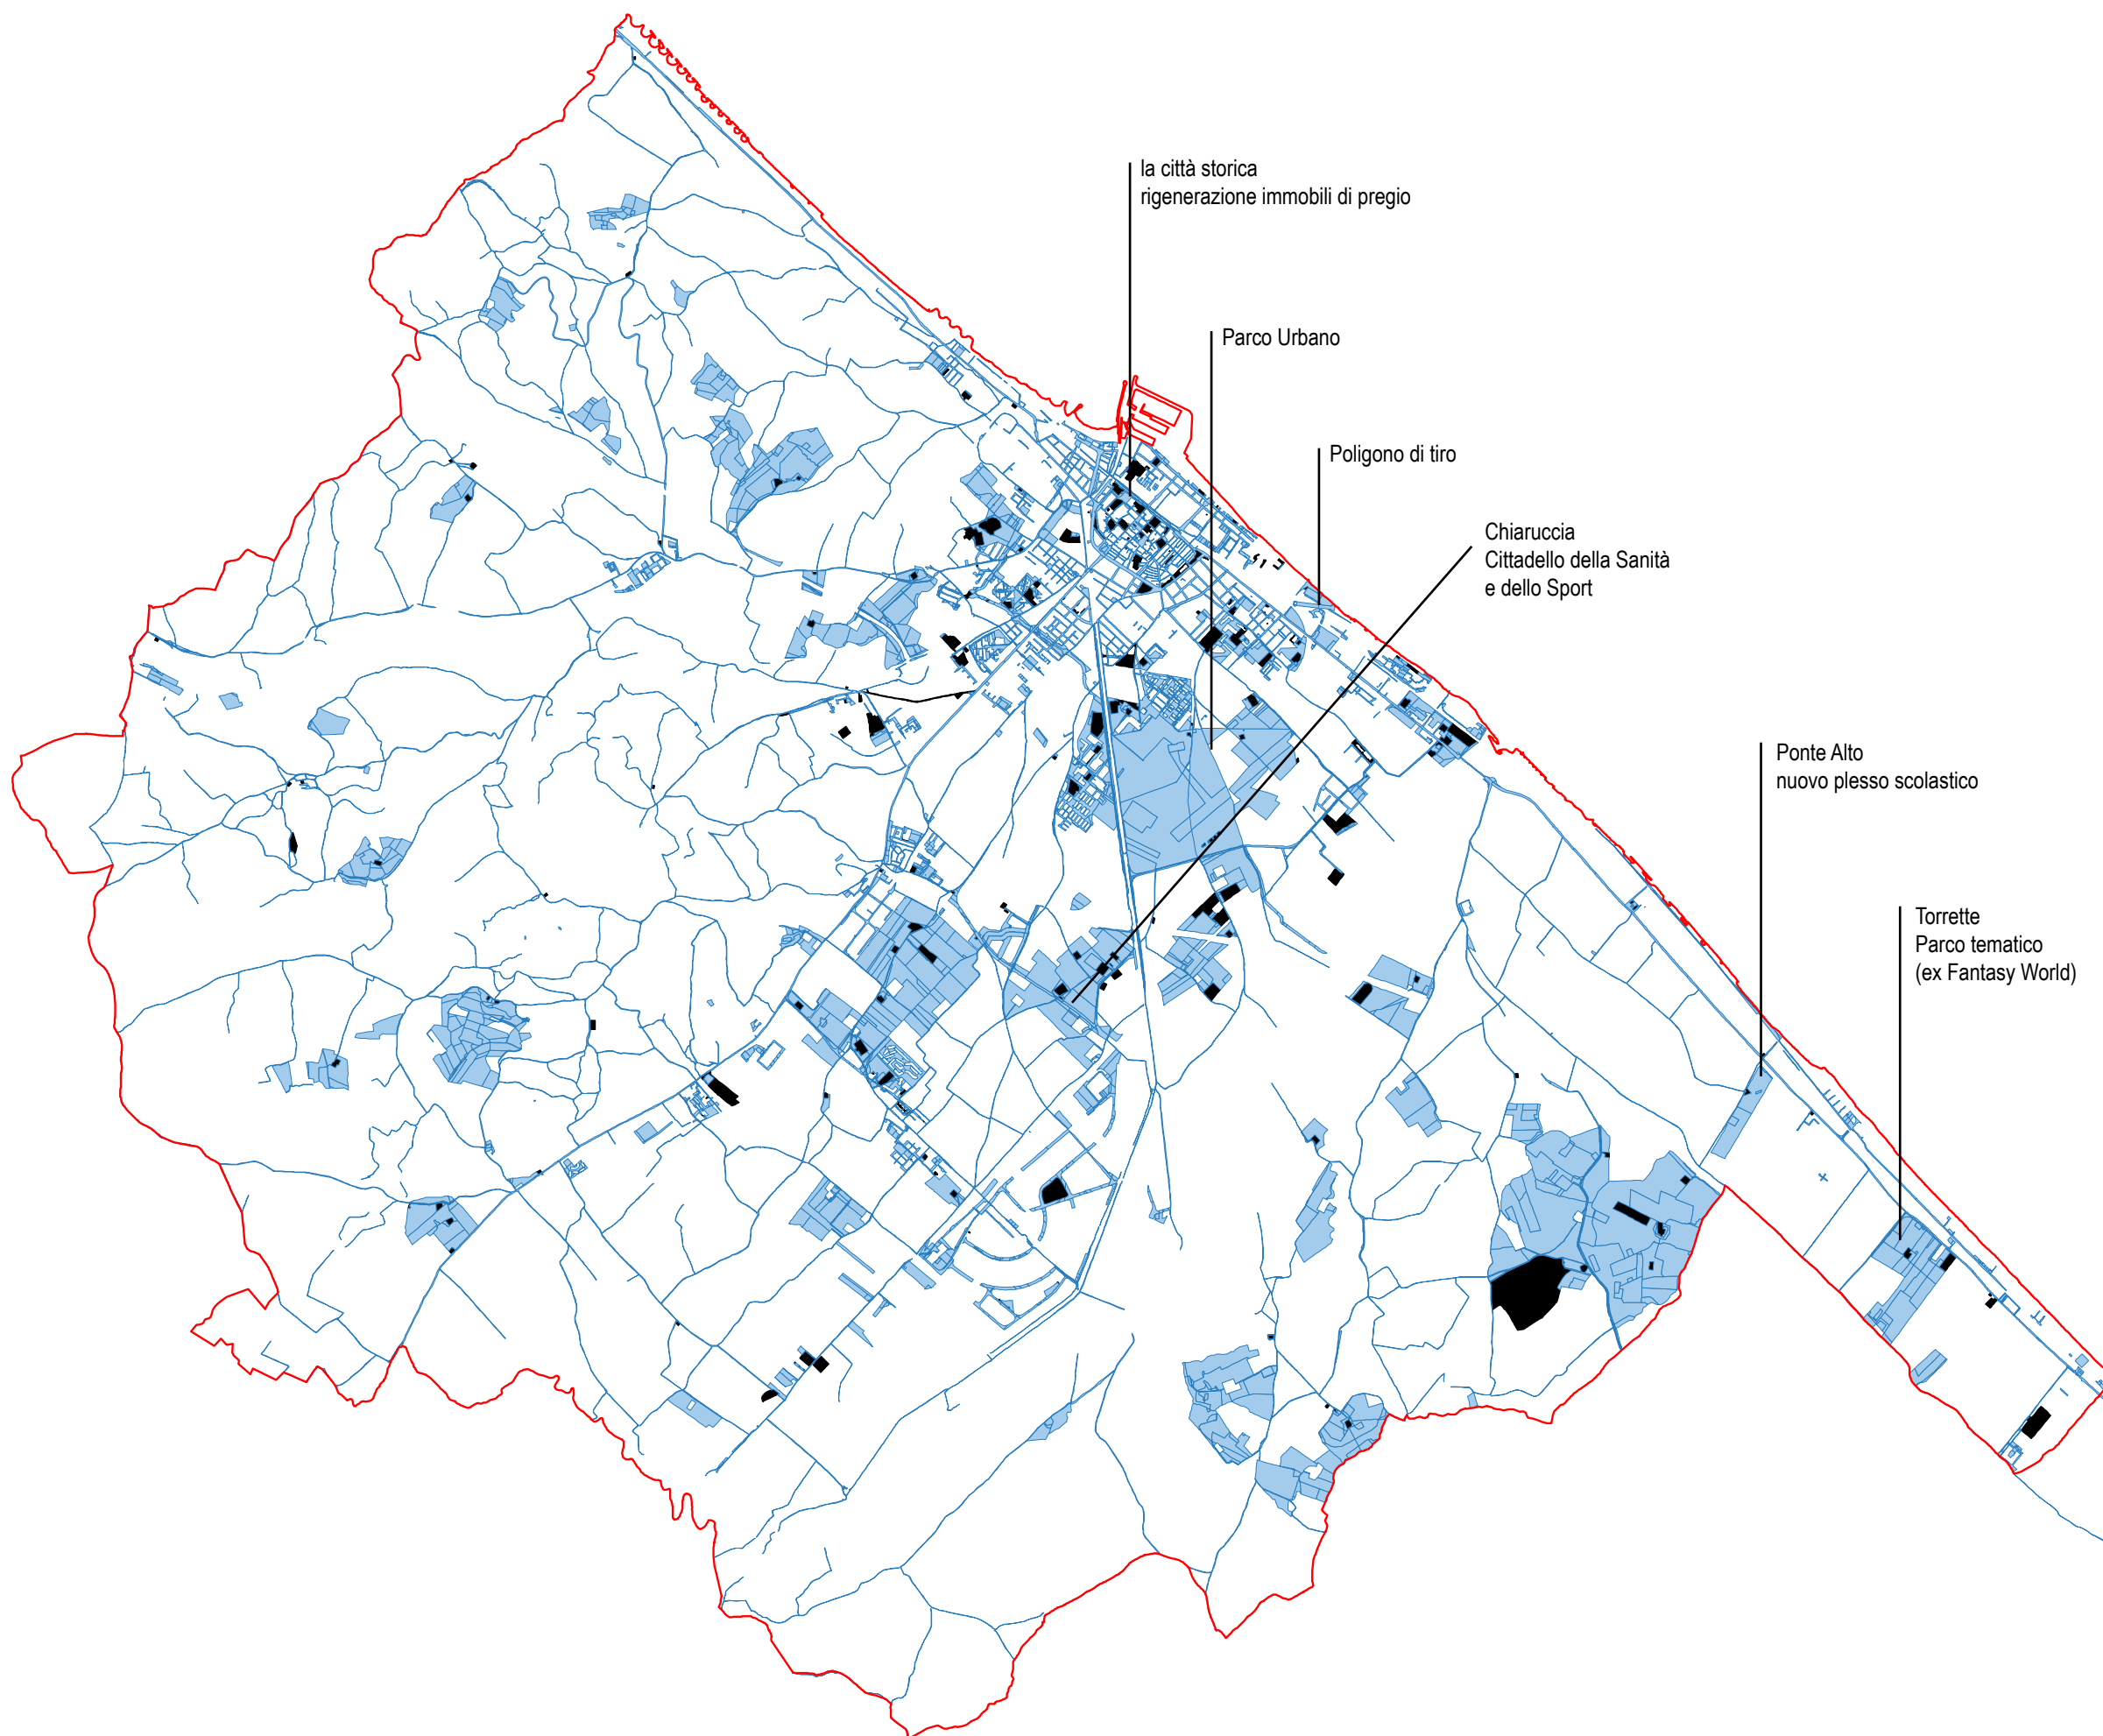 la città storica
rigenerazione immobili di pregio
Parco Urbano
Poligono di tiro
Chiaruccia
Cittadello della Sanità
e dello Sport
Ponte Alto
nuovo plesso scolastico
Torrette
Parco tematico
(ex Fantasy World)